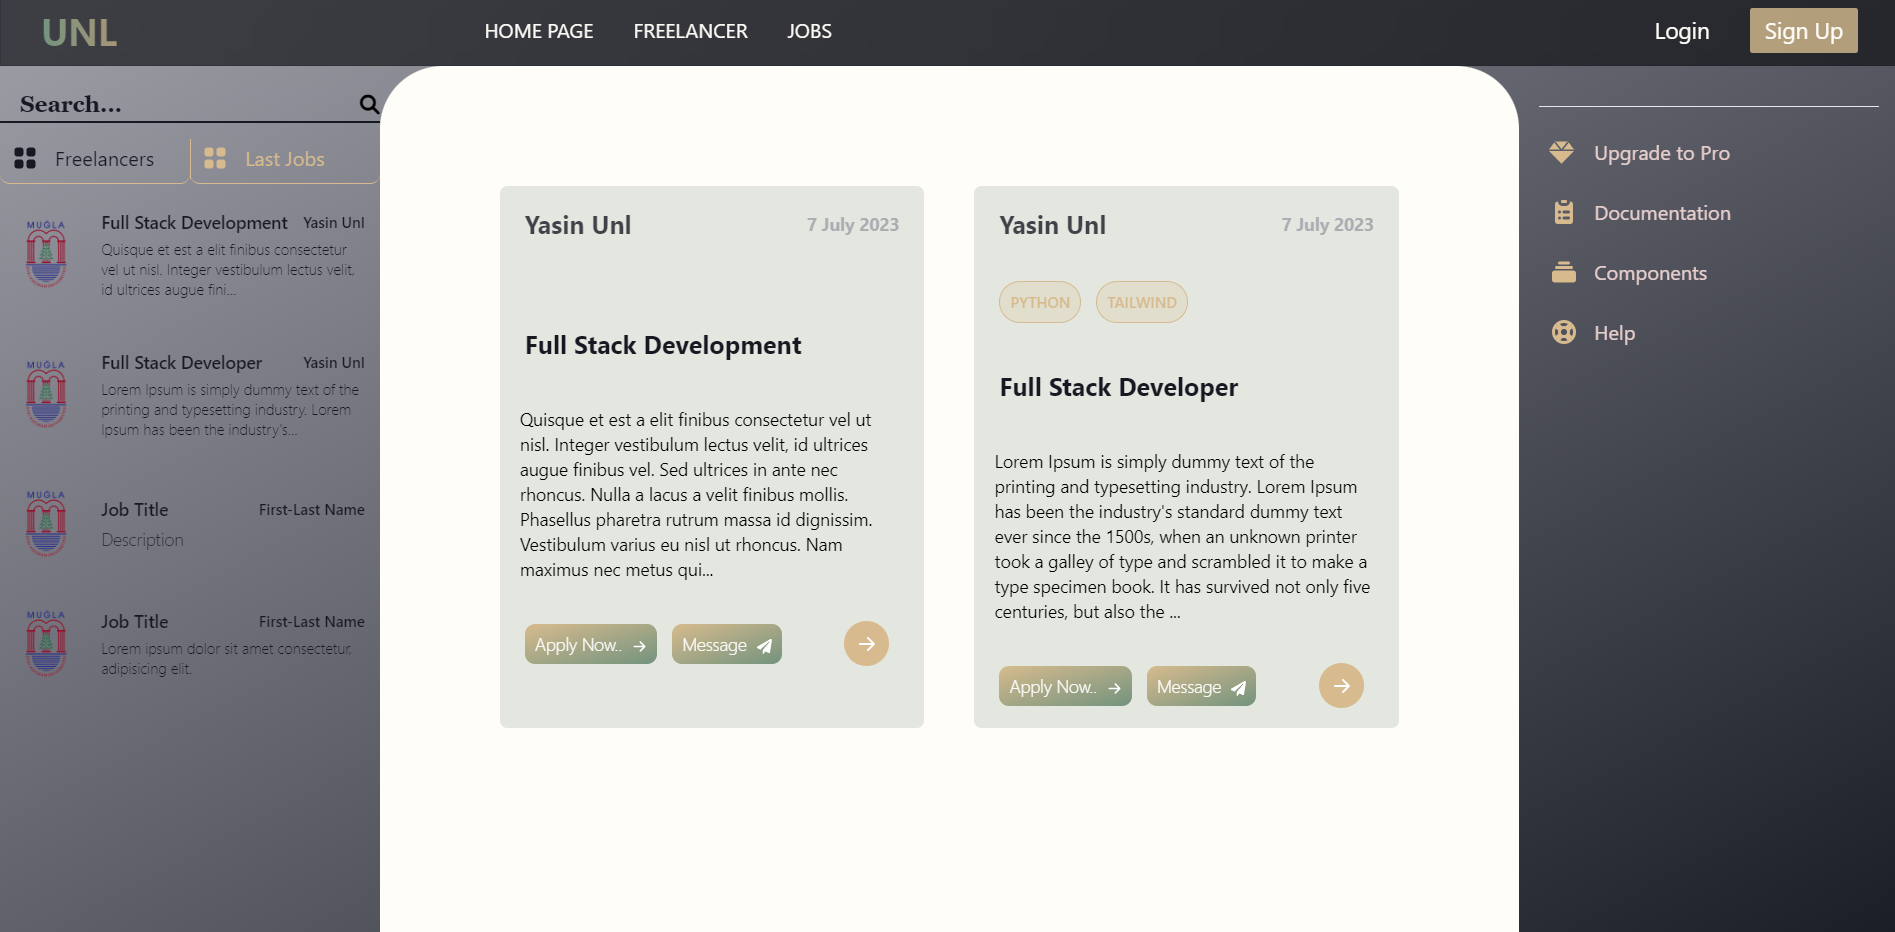 UNL
HOME PAGE
FREELANCER
JOBS
Login
Sign Up
Search...
Freelancers
Last Jobs
MUĞLA
Full Stack Development
Yasin Unl
Quisque et est a elit finibus consectetur
vel ut nisl. Integer vestibulum lectus velit,
id ultrices augue fini...
MUĞLA
Full Stack Developer
Yasin Unl
Lorem Ipsum is simply dummy text of the
printing and typesetting industry. Lorem
Ipsum has been the industry's...
MUĞLA
Job Title
First-Last Name
Description
MUĞLA
Job Title
First-Last Name
Lorem ipsum dolor sit amet consectetur,
adipisicing elit.
Yasin Unl
7 July 2023
Full Stack Development
Quisque et est a elit finibus consectetur vel ut
nisl. Integer vestibulum lectus velit, id ultrices
augue finibus vel. Sed ultrices in ante nec
rhoncus. Nulla a lacus a velit finibus mollis.
Phasellus pharetra rutrum massa id dignissim.
Vestibulum varius eu nisl ut rhoncus. Nam
maximus nec metus qui...
Apply Now..
Message
Yasin Unl
7 July 2023
PYTHON
TAILWIND
Full Stack Developer
Lorem Ipsum is simply dummy text of the
printing and typesetting industry. Lorem Ipsum
has been the industry's standard dummy text
ever since the 1500s, when an unknown printer
took a galley of type and scrambled it to make a
type specimen book. It has survived not only five
centuries, but also the ...
Apply Now..
Message
Upgrade to Pro
Documentation
Components
Help